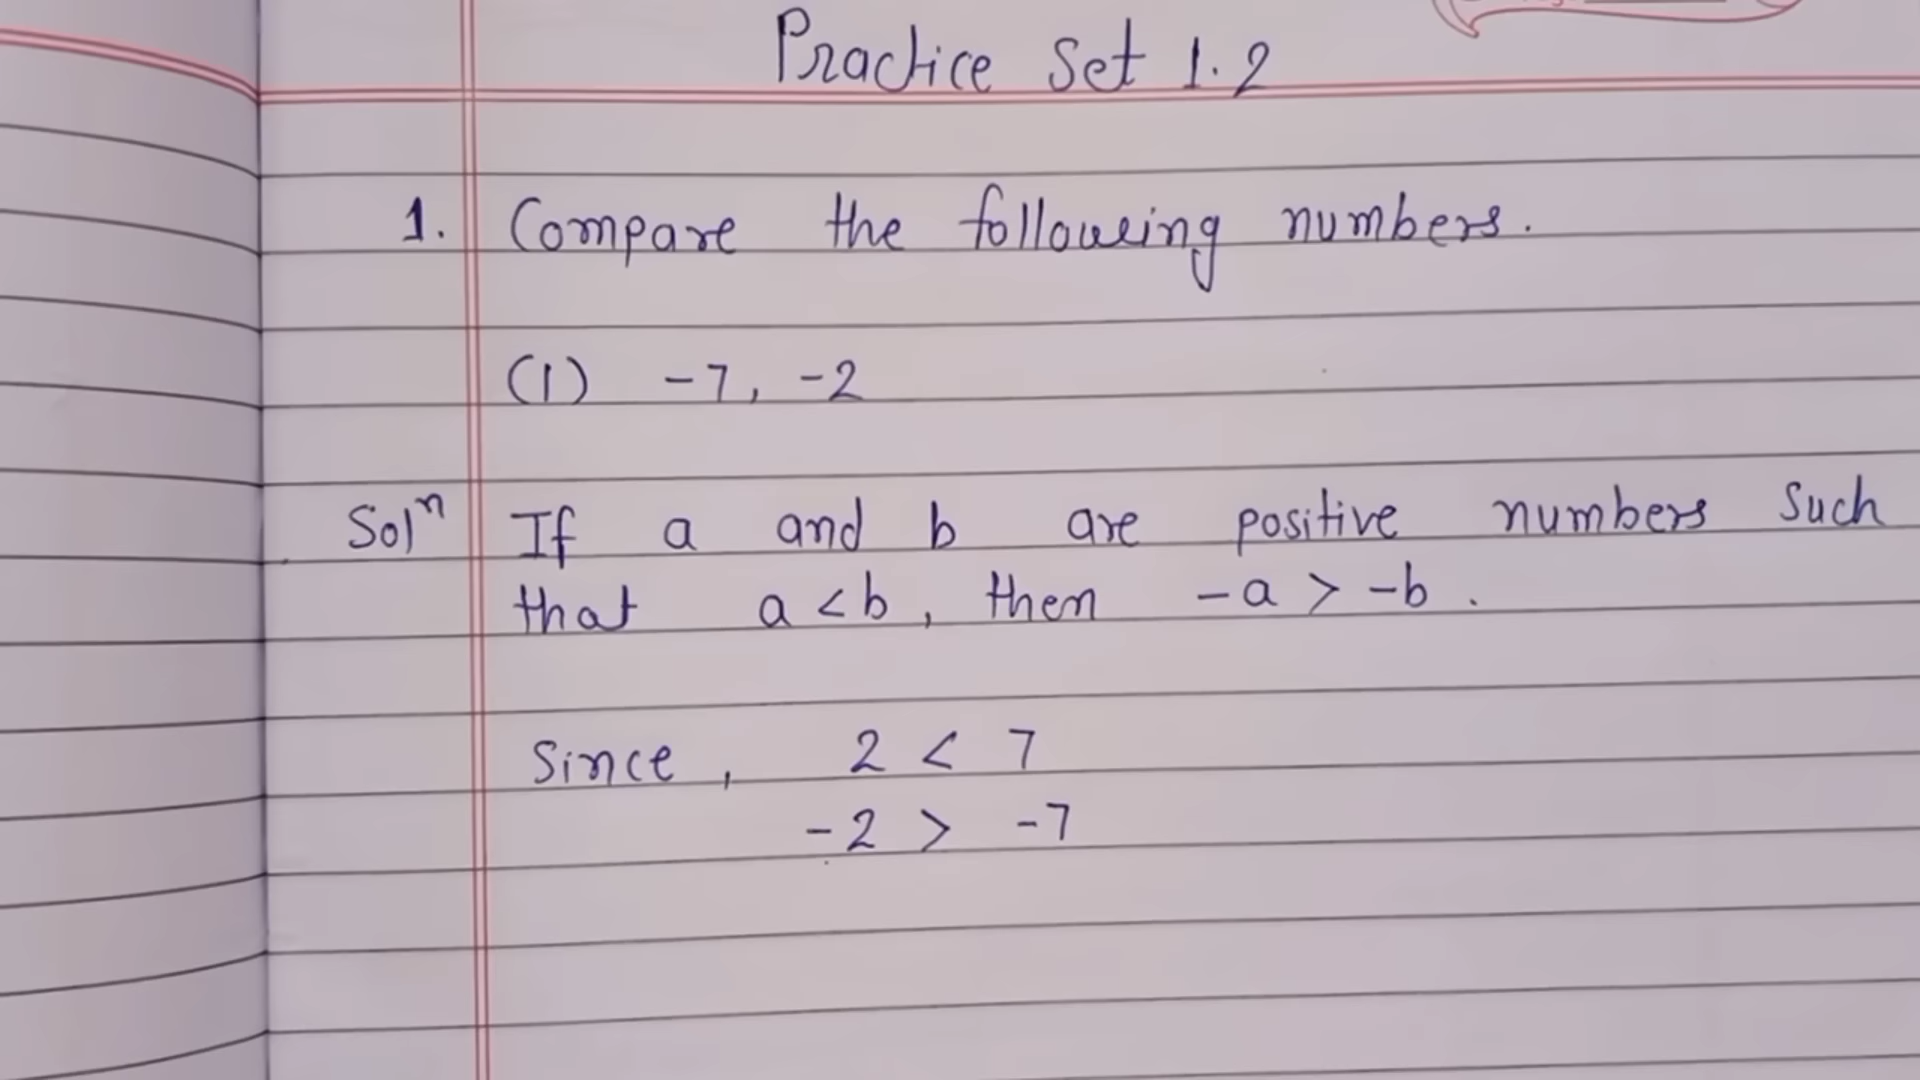 Practice Set 1.2
1. Compare the following numbers.
(1) -7, -2
Solⁿ If a and b are positive numbers such
that a < b, then -a > -b.
Since, 2 < 7
-2 > -7